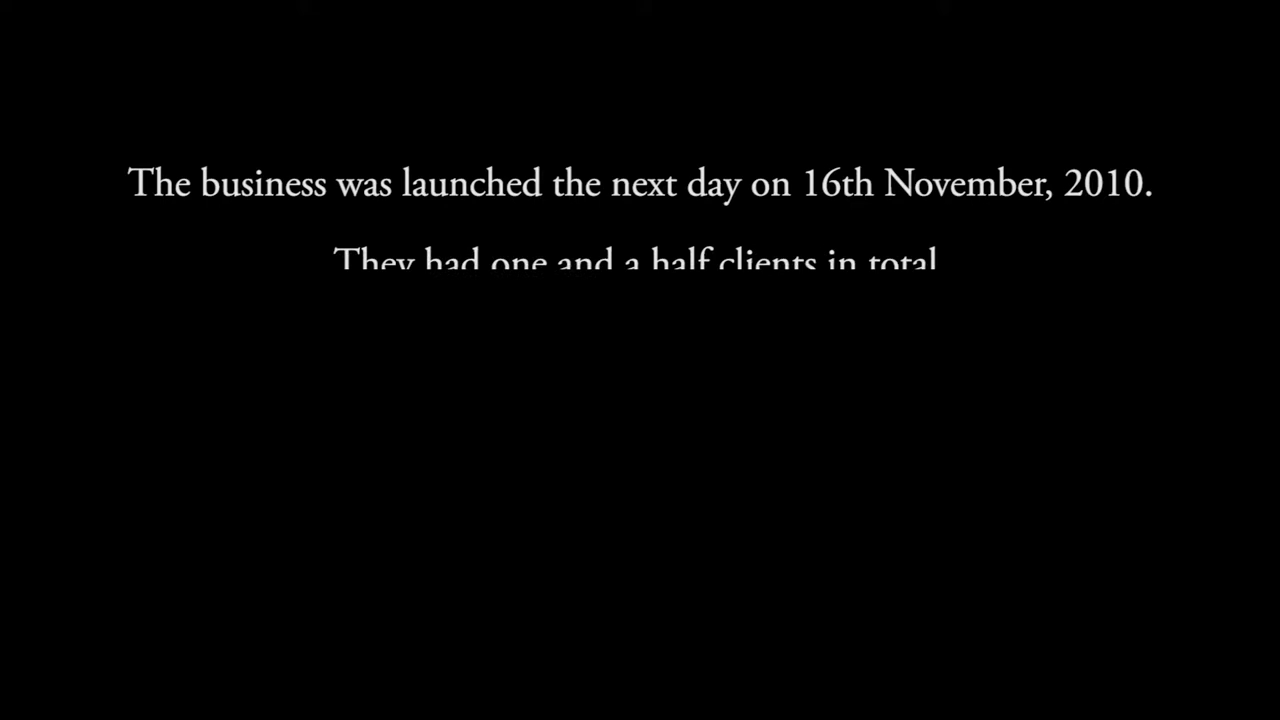 The business was launched the next day on 16th November, 2010.
They had one and a half clients in total